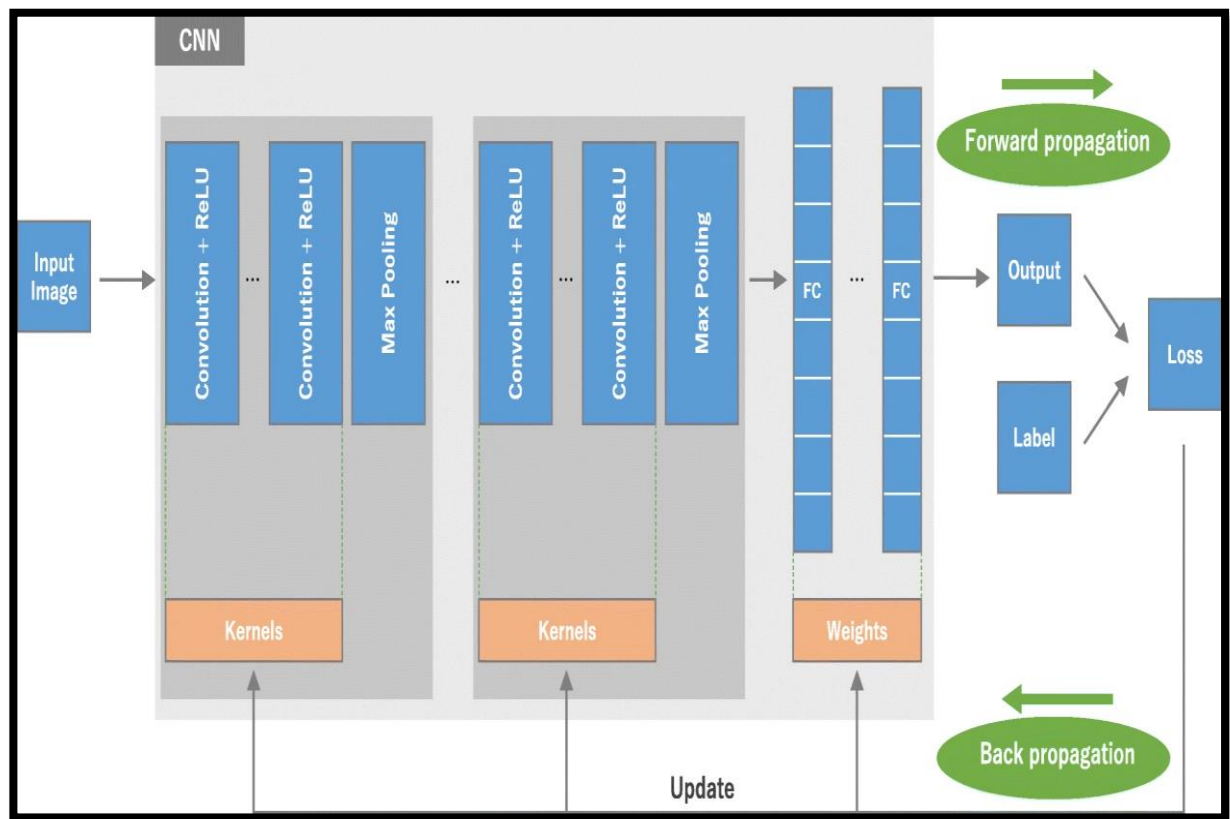 CNN
Forward propagation
Input
Image
Convolution + ReLU
...
Convolution + ReLU
Max Pooling
...
Convolution + ReLU
...
Convolution + ReLU
Max Pooling
FC
...
FC
Output
Label
Loss
Kernels
Kernels
Weights
Back propagation
Update